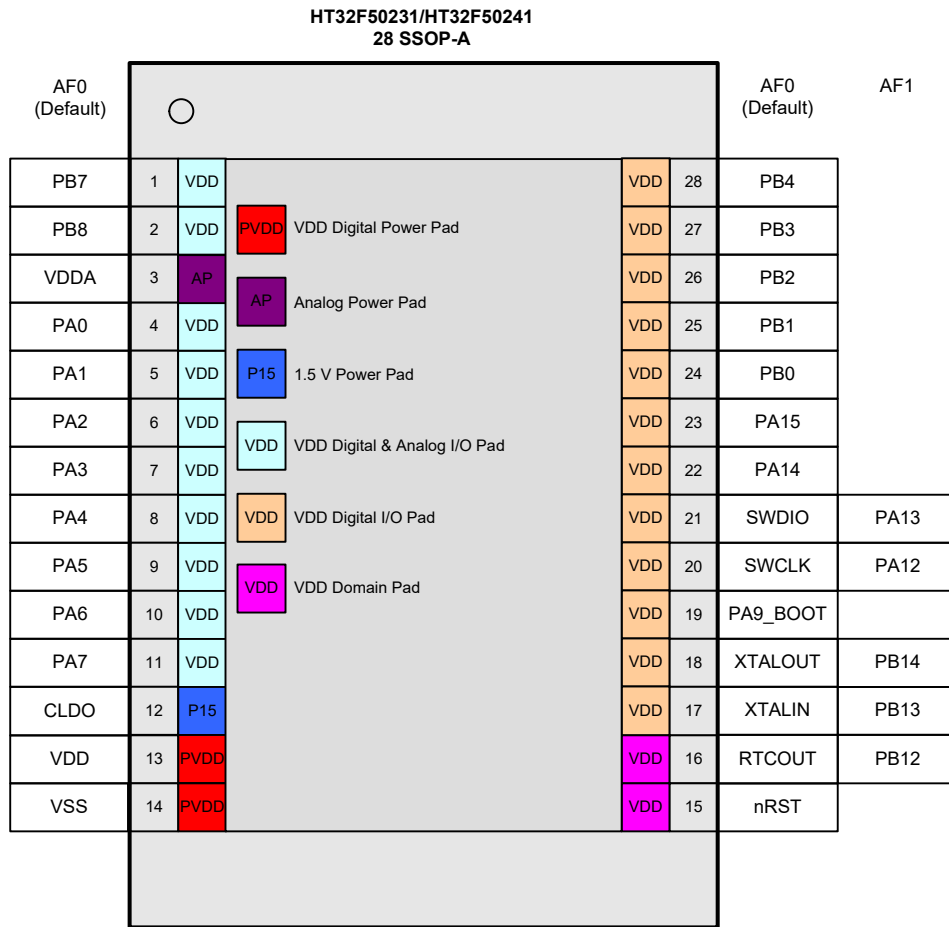 HT32F50231/HT32F50241
28 SSOP-A
AF0
(Default)
AF0
(Default)
AF1
PB7 1 VDD VDD 28 PB4
PB8 2 VDD PVDD VDD Digital Power Pad VDD 27 PB3
VDDA 3 AP VDD 26 PB2
AP Analog Power Pad
PA0 4 VDD VDD 25 PB1
PA1 5 VDD P15 1.5 V Power Pad VDD 24 PB0
PA2 6 VDD VDD 23 PA15
VDD VDD Digital & Analog I/O Pad
PA3 7 VDD VDD 22 PA14
PA4 8 VDD VDD VDD Digital I/O Pad VDD 21 SWDIO PA13
PA5 9 VDD VDD 20 SWCLK PA12
VDD VDD Domain Pad
PA6 10 VDD VDD 19 PA9_BOOT
PA7 11 VDD VDD 18 XTALOUT PB14
CLDO 12 P15 VDD 17 XTALIN PB13
VDD 13 PVDD VDD 16 RTCOUT PB12
VSS 14 PVDD VDD 15 nRST